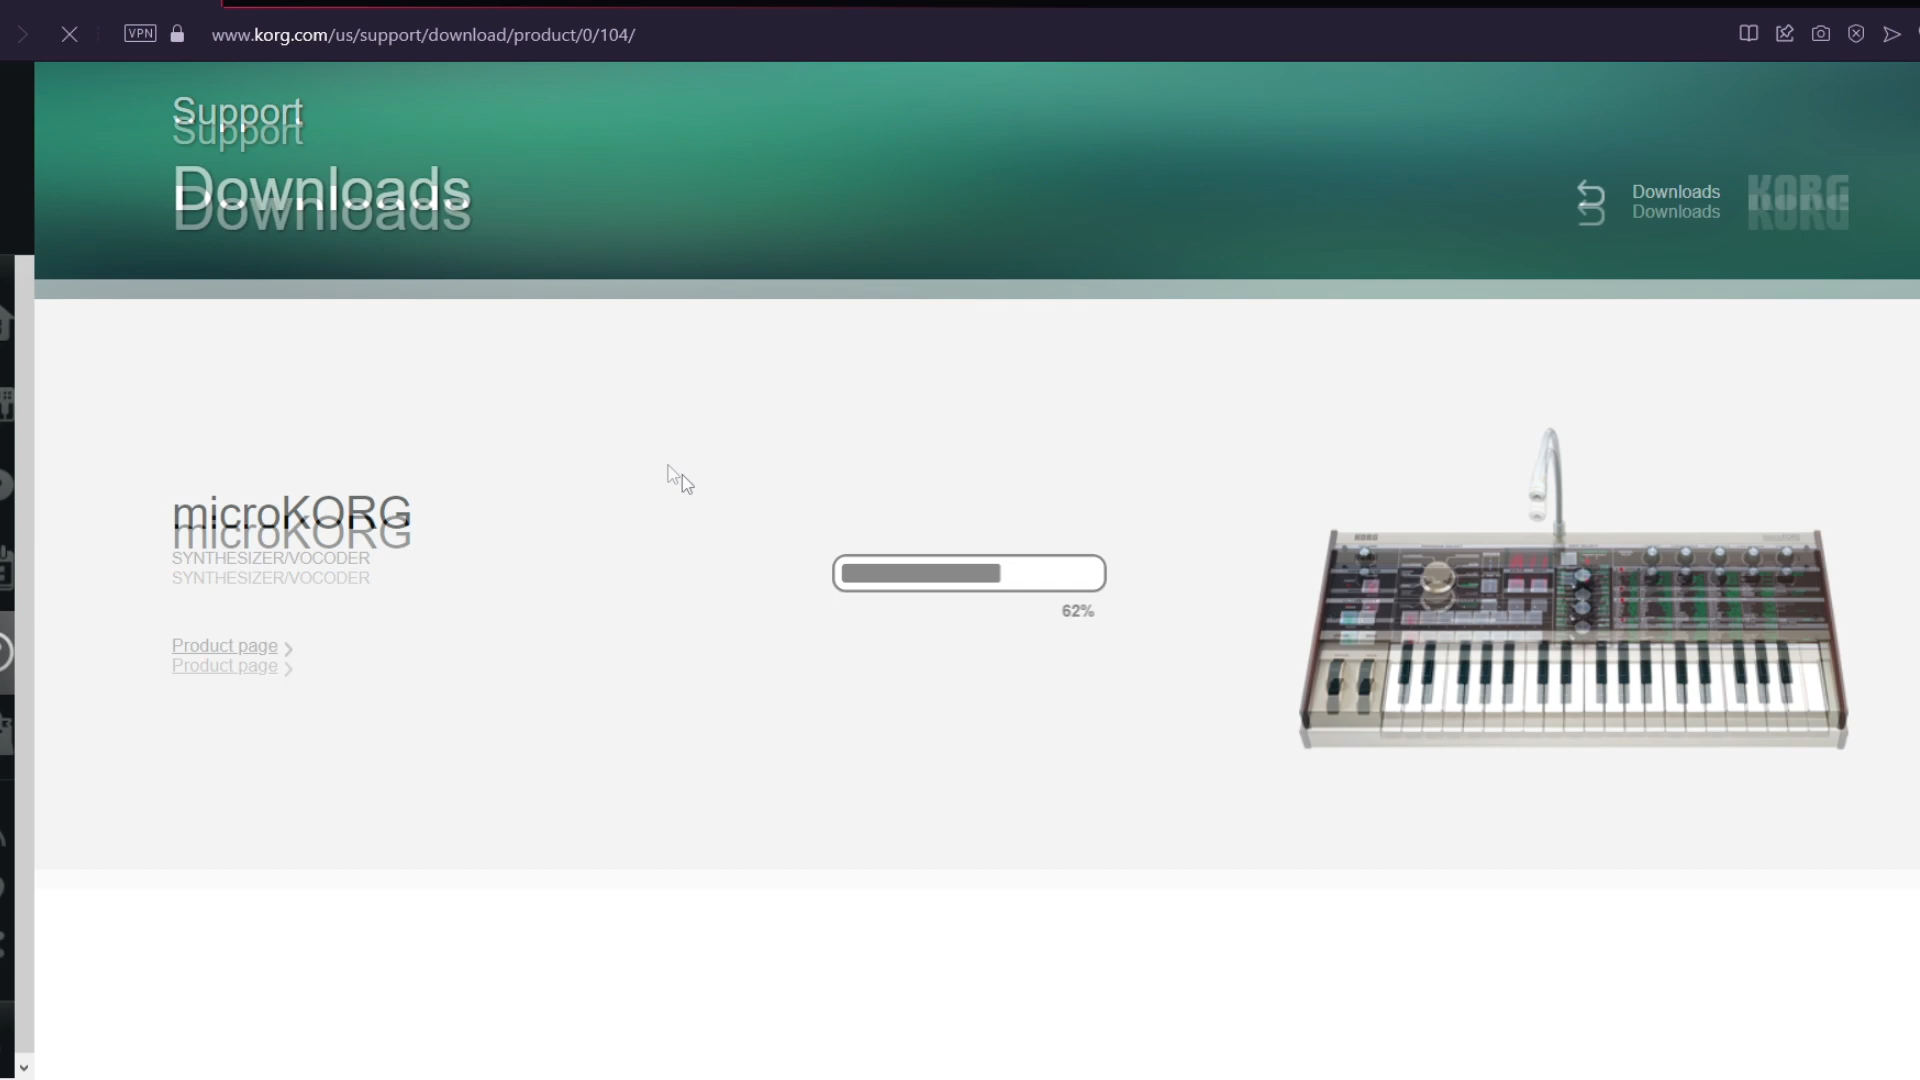 VPN
www.korg.com/us/support/download/product/0/104/
Support
Support
Downloads
Downloads
Downloads
Downloads
KORG
KORG
microKORG
microKORG
SYNTHESIZER/VOCODER
SYNTHESIZER/VOCODER
Product page
Product page
62%
KORG